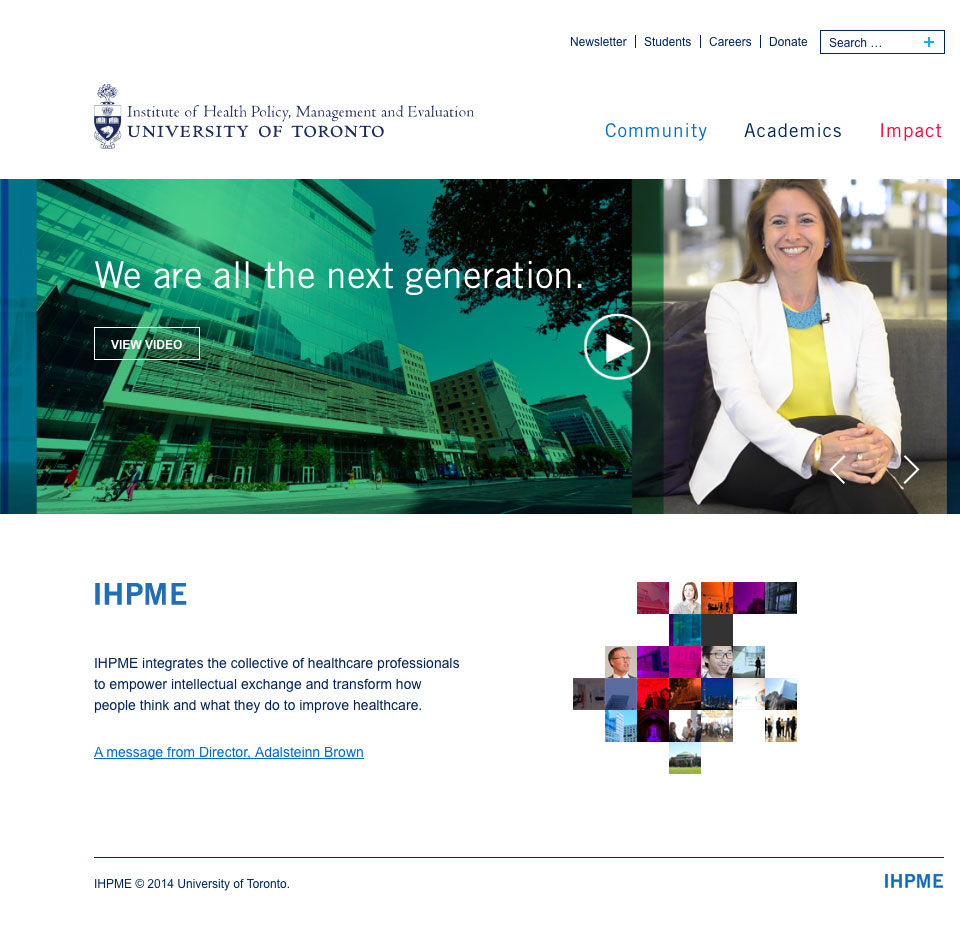 Newsletter
Students
Careers
Donate
Search …
Institute of Health Policy, Management and Evaluation
UNIVERSITY OF TORONTO
Community
Academics
Impact
We are all the next generation.
VIEW VIDEO
IHPME
IHPME integrates the collective of healthcare professionals
to empower intellectual exchange and transform how
people think and what they do to improve healthcare.
A message from Director, Adalsteinn Brown
IHPME © 2014 University of Toronto.
IHPME